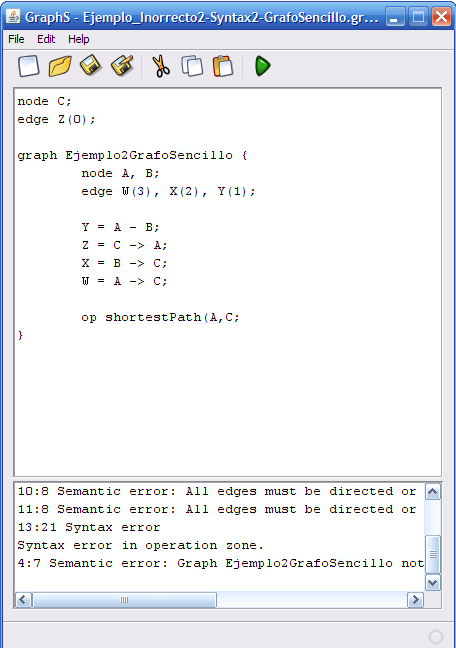 GraphS - Ejemplo_Inorrecto2-Syntax2-GrafoSencillo.gr...
File Edit Help
node C;
edge Z(0);
graph Ejemplo2GrafoSencillo {
node A, B;
edge W(3), X(2), Y(1);
Y = A - B;
Z = C -> A;
X = B -> C;
W = A -> C;
op shortestPath(A,C;
}
10:8 Semantic error: All edges must be directed or
11:8 Semantic error: All edges must be directed or
13:21 Syntax error
Syntax error in operation zone.
4:7 Semantic error: Graph Ejemplo2GrafoSencillo not